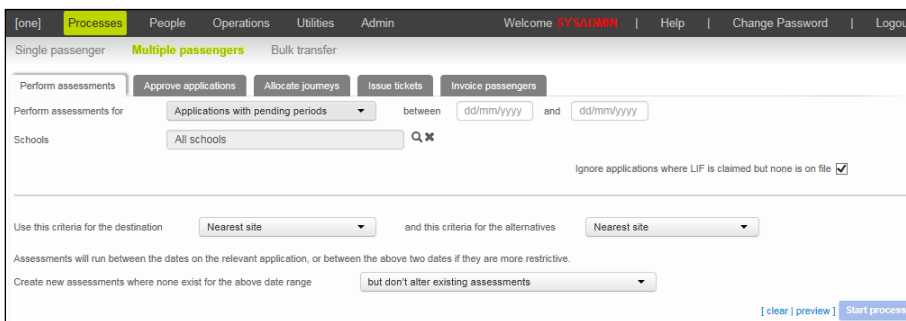 [one] Processes People Operations Utilities Admin Welcome SYSADMIN | Help | Change Password | Logou
Single passenger Multiple passengers Bulk transfer
Perform assessments Approve applications Allocate journeys Issue tickets Invoice passengers
Perform assessments for Applications with pending periods between dd/mm/yyyy and dd/mm/yyyy
Schools All schools
Ignore applications where LIF is claimed but none is on file
Use this criteria for the destination Nearest site and this criteria for the alternatives Nearest site
Assessments will run between the dates on the relevant application, or between the above two dates if they are more restrictive.
Create new assessments where none exist for the above date range but don't alter existing assessments
[ clear | preview ] Start process